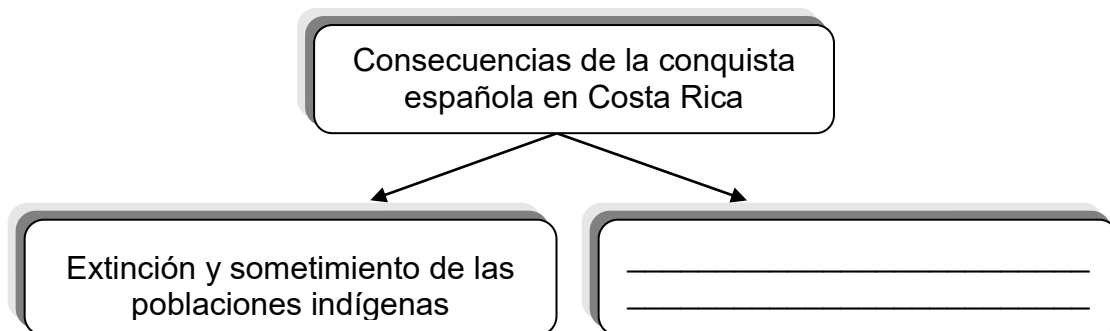 Consecuencias de la conquista
española en Costa Rica
Extinción y sometimiento de las
poblaciones indígenas